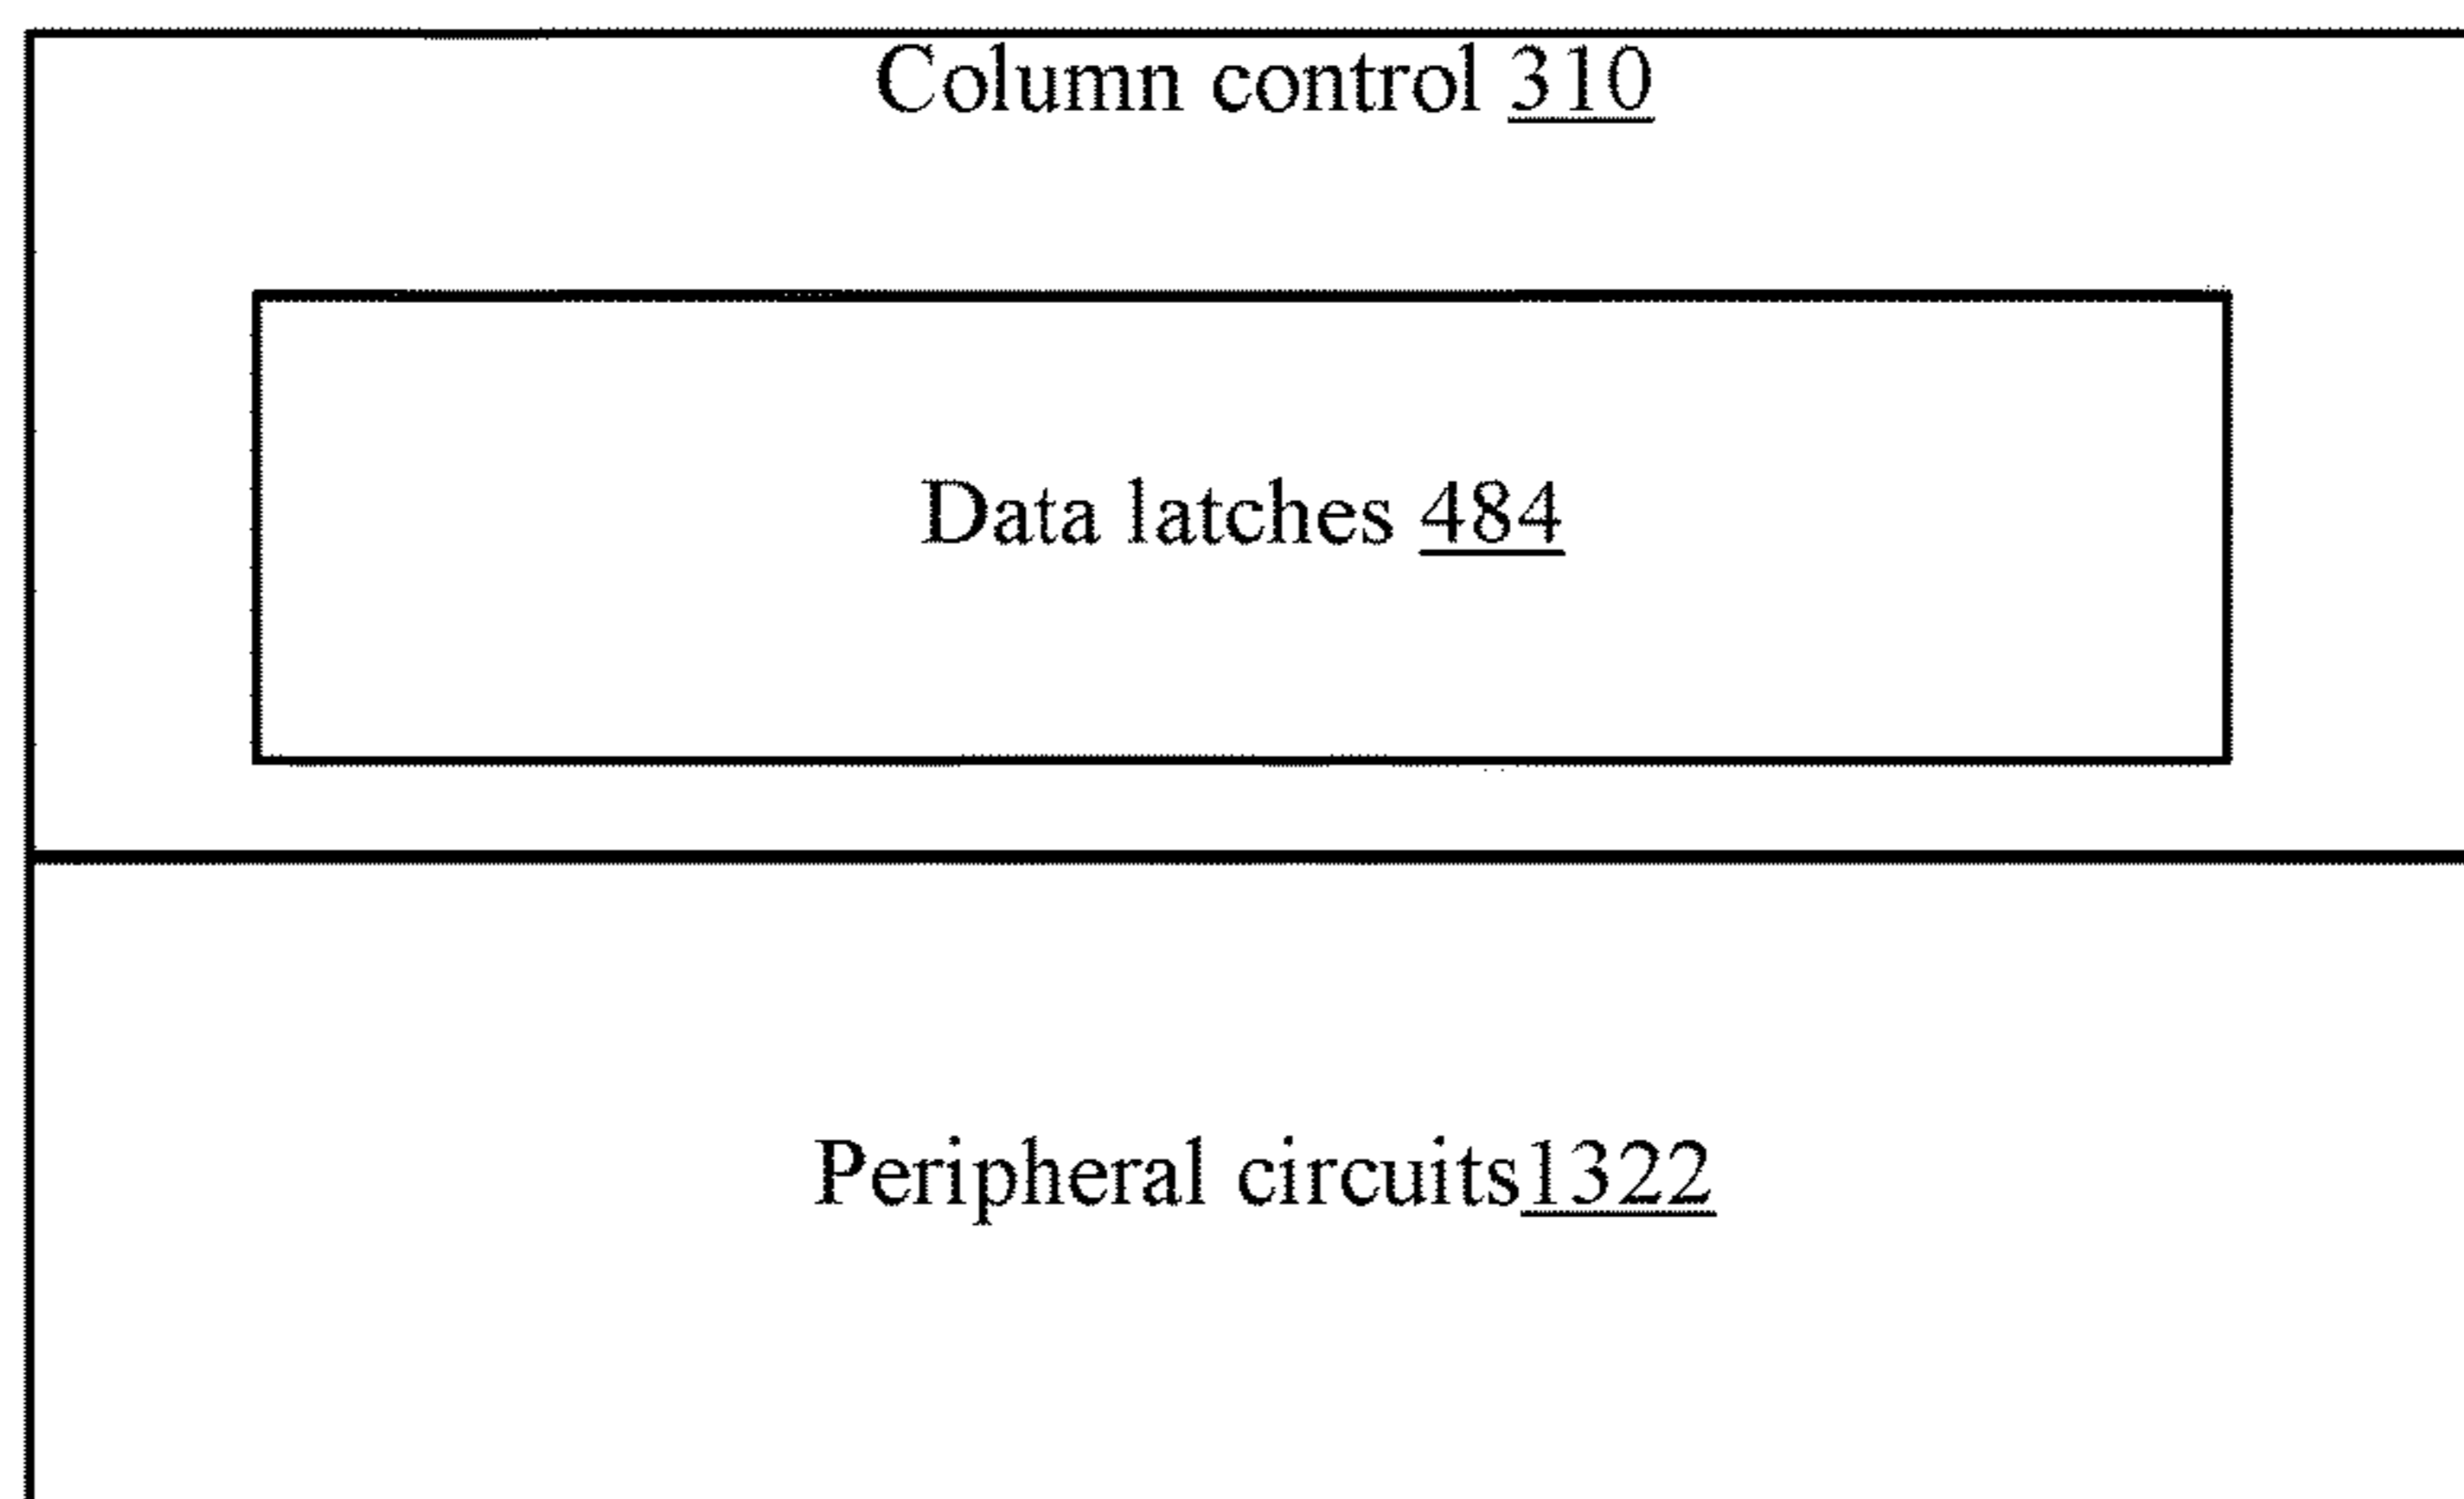 Column control 310
Data latches 484
Peripheral circuits1322